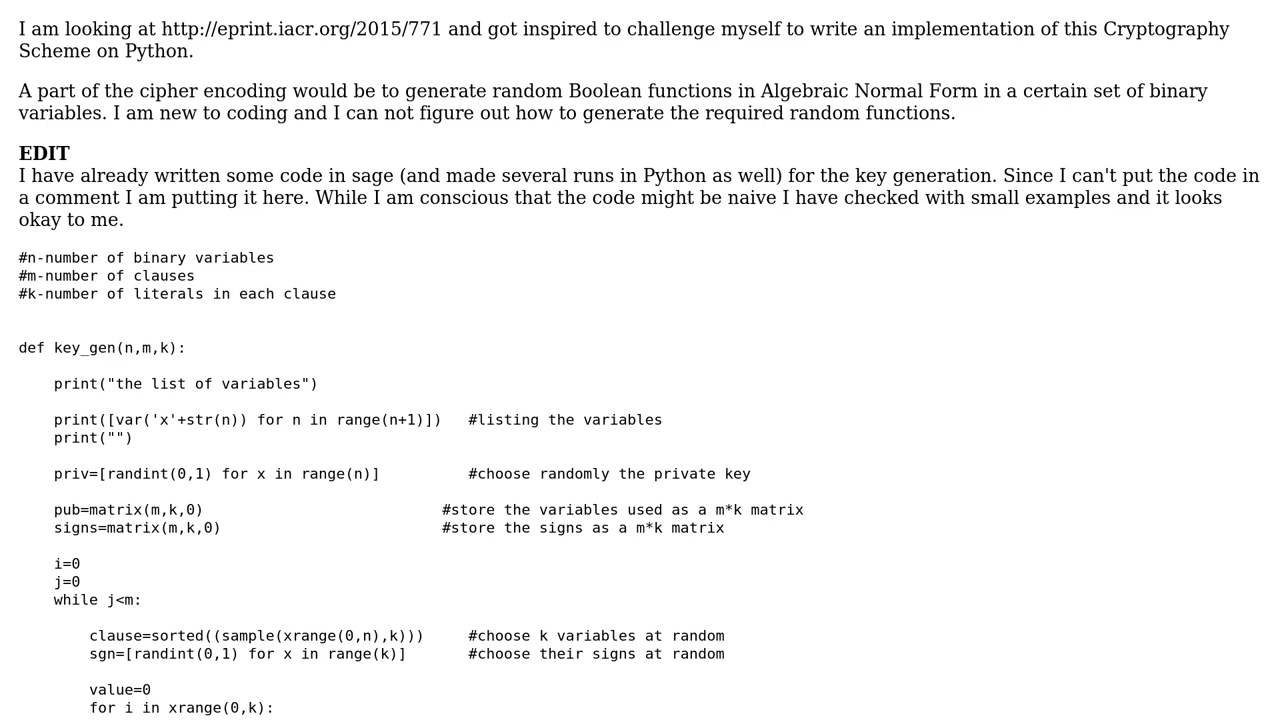 I am looking at http://eprint.iacr.org/2015/771 and got inspired to challenge myself to write an implementation of this Cryptography
Scheme on Python.
A part of the cipher encoding would be to generate random Boolean functions in Algebraic Normal Form in a certain set of binary
variables. I am new to coding and I can not figure out how to generate the required random functions.
EDIT
I have already written some code in sage (and made several runs in Python as well) for the key generation. Since I can't put the code in
a comment I am putting it here. While I am conscious that the code might be naive I have checked with small examples and it looks
okay to me.
#n-number of binary variables
#m-number of clauses
#k-number of literals in each clause
def key_gen(n,m,k):
    print("the list of variables")
    print([var('x'+str(n)) for n in range(n+1)])   #listing the variables
    print("")
    priv=[randint(0,1) for x in range(n)]          #choose randomly the private key
    pub=matrix(m,k,0)                           #store the variables used as a m*k matrix
    signs=matrix(m,k,0)                         #store the signs as a m*k matrix
    i=0
    j=0
    while j<m:
        clause=sorted((sample(xrange(0,n),k)))     #choose k variables at random
        sgn=[randint(0,1) for x in range(k)]       #choose their signs at random
        value=0
        for i in xrange(0,k):